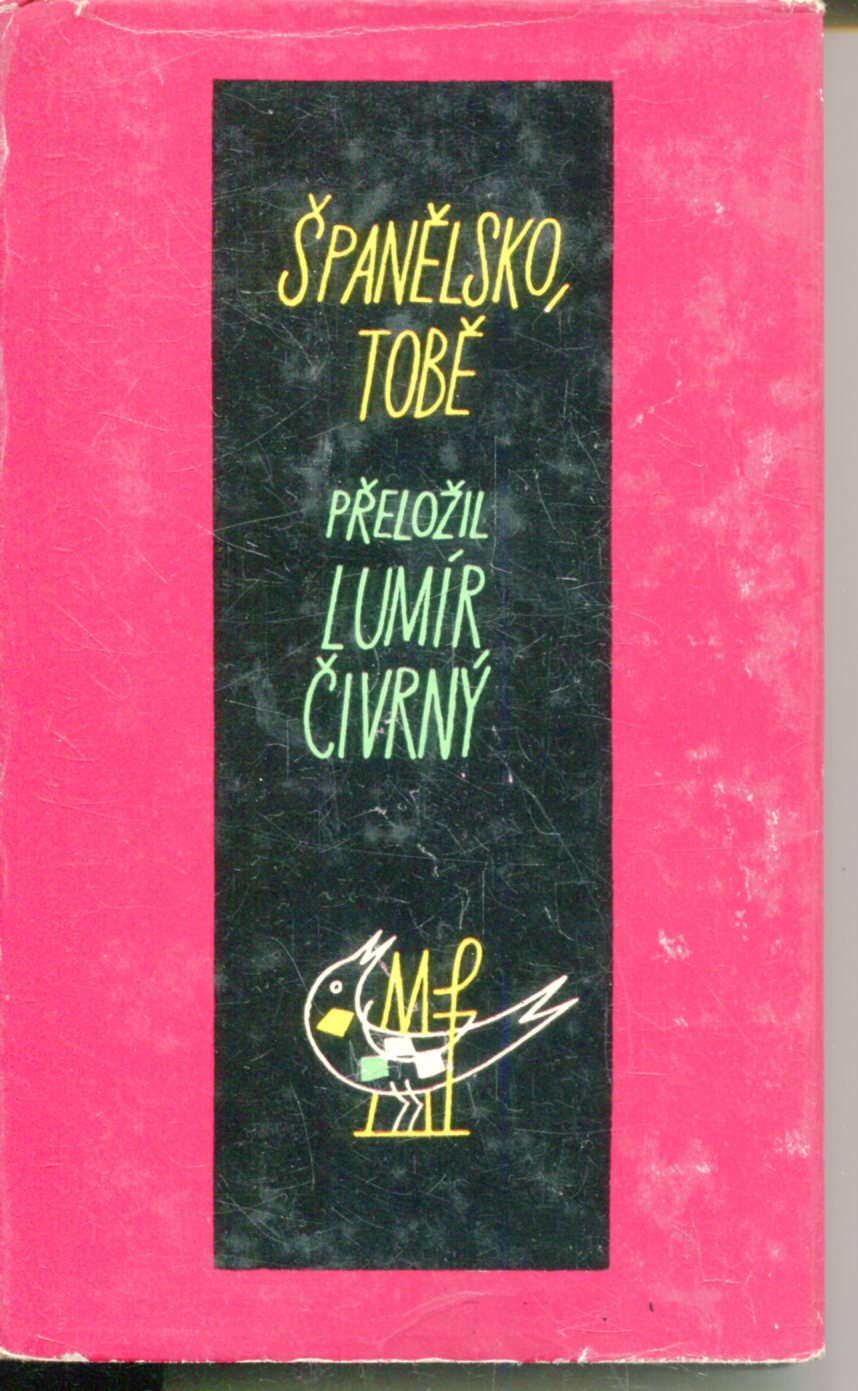 ŠPANĚLSKO,
TOBĚ
PŘELOŽIL
LUMÍR
ČIVRNÝ
Mf